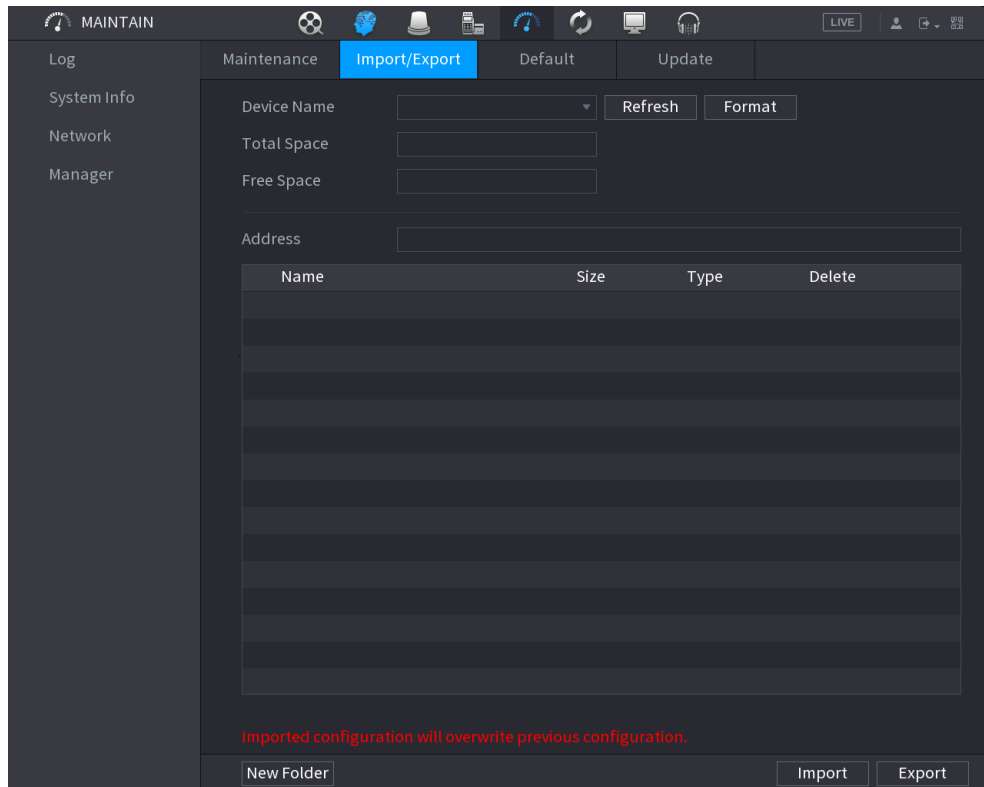 MAINTAIN
LIVE
Log
System Info
Network
Manager
Maintenance Import/Export Default Update
Device Name Refresh Format
Total Space
Free Space
Address
Name Size Type Delete
Imported configuration will overwrite previous configuration.
New Folder Import Export